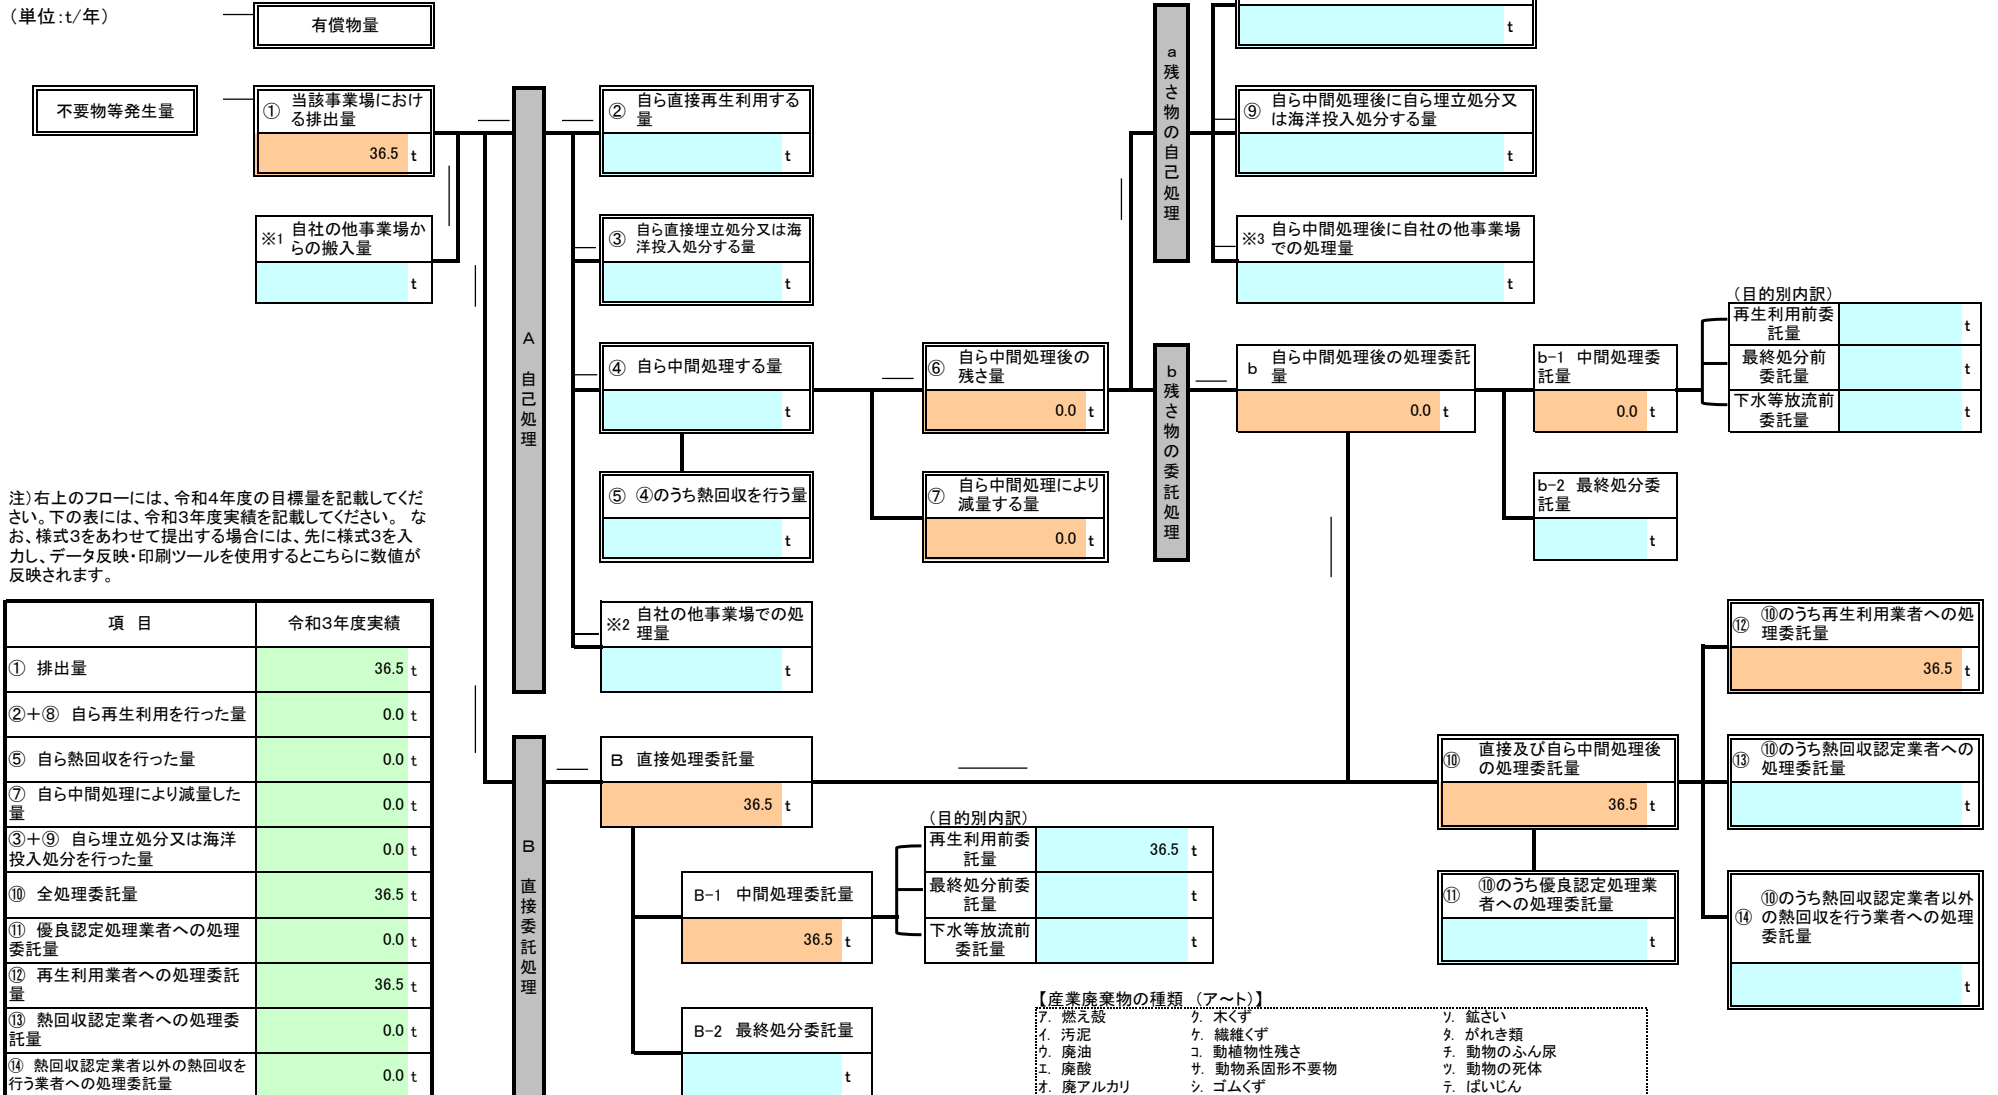 （単位:t/年）
有償物量
t
不要物等発生量
① 当該事業場におけ
る排出量
36.5 t
※1 自社の他事業場か
らの搬入量
t
A 自己処理
② 自ら直接再生利用する
量
t
③ 自ら直接埋立処分又は海
洋投入処分する量
t
④ 自ら中間処理する量
t
⑤ ④のうち熱回収を行う量
t
※2 自社の他事業場での処
理量
t
⑥ 自ら中間処理後の
残さ量
0.0 t
⑦ 自ら中間処理により
減量する量
0.0 t
a 残さ物の自己処理
⑨ 自ら中間処理後に自ら埋立処分又
は海洋投入処分する量
t
※3 自ら中間処理後に自社の他事業場
での処理量
t
b 残さ物の委託処理
b 自ら中間処理後の処理委託
量
0.0 t
b-1 中間処理委
託量
0.0 t
b-2 最終処分委
託量
t
（目的別内訳）
再生利用前委
託量
t
最終処分前
委託量
t
下水等放流前
委託量
t
注）右上のフローには、令和4年度の目標量を記載してくだ
さい。下の表には、令和3年度実績を記載してください。 な
お、様式3をあわせて提出する場合には、先に様式3を入
力し、データ反映・印刷ツールを使用するとこちらに数値が
反映されます。
項 目 令和3年度実績
① 排出量 36.5 t
②＋⑧ 自ら再生利用を行った量 0.0 t
⑤ 自ら熱回収を行った量 0.0 t
⑦ 自ら中間処理により減量した
量 0.0 t
③＋⑨ 自ら埋立処分又は海洋
投入処分を行った量 0.0 t
⑩ 全処理委託量 36.5 t
⑪ 優良認定処理業者への処理
委託量 0.0 t
⑫ 再生利用業者への処理委託
量 36.5 t
⑬ 熱回収認定業者への処理委
託量 0.0 t
⑭ 熱回収認定業者以外の熱回収を
行う業者への処理委託量 0.0 t
B 直接委託処理
B 直接処理委託量
36.5 t
B-1 中間処理委託量
36.5 t
B-2 最終処分委託量
t
（目的別内訳）
再生利用前委
託量
36.5 t
最終処分前委
託量
t
下水等放流前
委託量
t
⑩ 直接及び自ら中間処理後
の処理委託量
36.5 t
⑪ ⑩のうち優良認定処理業
者への処理委託量
t
⑫ ⑩のうち再生利用業者への処
理委託量
36.5 t
⑬ ⑩のうち熱回収認定業者への
処理委託量
t
⑭ ⑩のうち熱回収認定業者以外
の熱回収を行う業者への処理
委託量
t
【産業廃棄物の種類 （ア～ト）】
ア. 燃え殻 ク. 木くず ソ. 鉱さい
イ. 汚泥 ケ. 繊維くず タ. がれき類
ウ. 廃油 コ. 動植物性残さ チ. 動物のふん尿
エ. 廃酸 サ. 動物系固形不要物 ツ. 動物の死体
オ. 廃アルカリ シ. ゴムくず テ. ばいじん